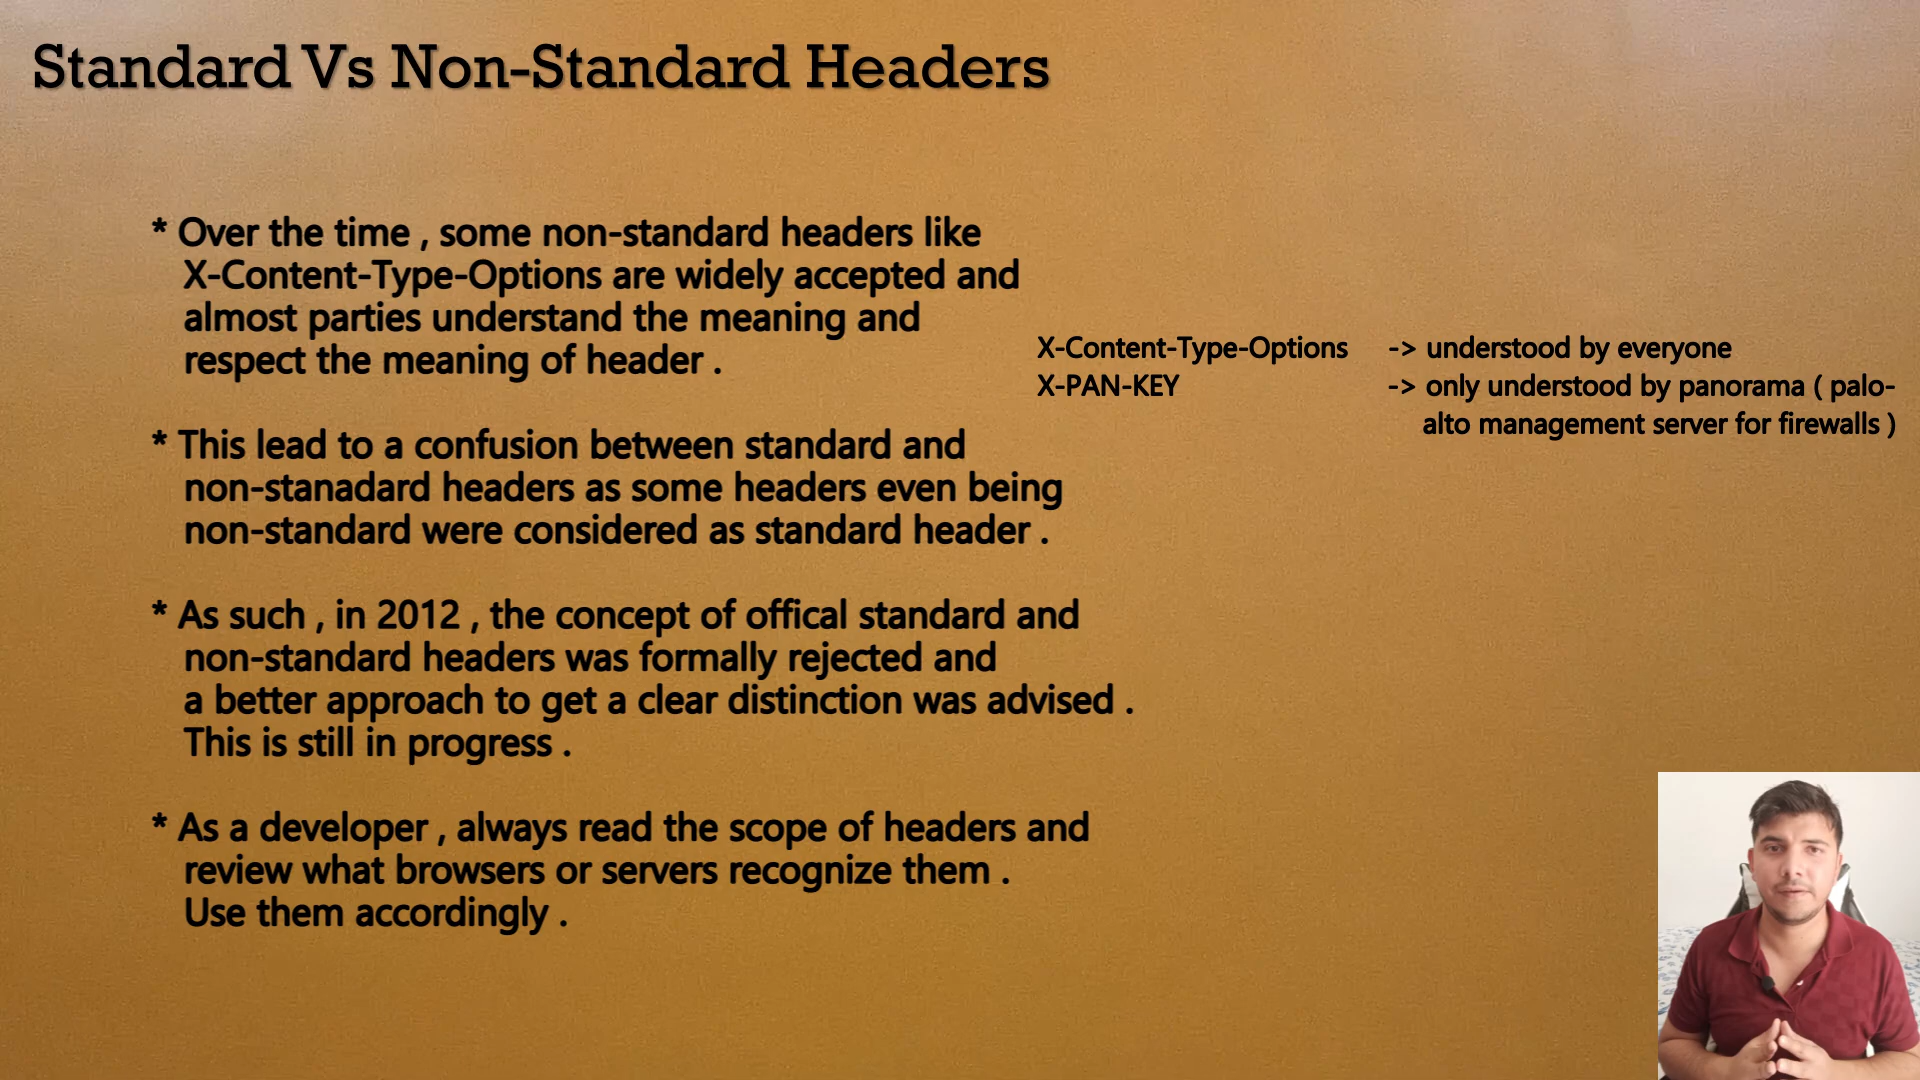 Standard Vs Non-Standard Headers
* Over the time , some non-standard headers like
X-Content-Type-Options are widely accepted and
almost parties understand the meaning and
respect the meaning of header .
X-Content-Type-Options -> understood by everyone
X-PAN-KEY -> only understood by panorama ( palo-
alto management server for firewalls )
* This lead to a confusion between standard and
non-stanadard headers as some headers even being
non-standard were considered as standard header .
* As such , in 2012 , the concept of offical standard and
non-standard headers was formally rejected and
a better approach to get a clear distinction was advised .
This is still in progress .
* As a developer , always read the scope of headers and
review what browsers or servers recognize them .
Use them accordingly .